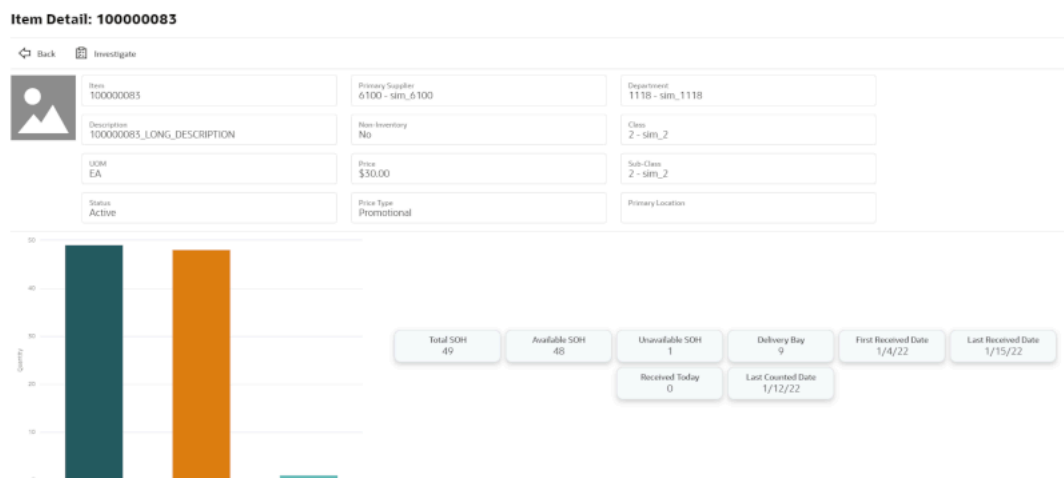 Item Detail: 100000083
Back
Investigate
Item
100000083
Primary Supplier
6100 - sim_6100
Department
1118 - sim_1118
Description
100000083_LONG_DESCRIPTION
Non-Inventory
No
Class
2 - sim_2
UOM
EA
Price
$30.00
Sub-Class
2 - sim_2
Status
Active
Price Type
Promotional
Primary Location
50
40
30
20
10
Quantity
Total SOH
49
Available SOH
48
Unavailable SOH
1
Delivery Bay
9
First Received Date
1/4/22
Last Received Date
1/15/22
Received Today
0
Last Counted Date
1/12/22